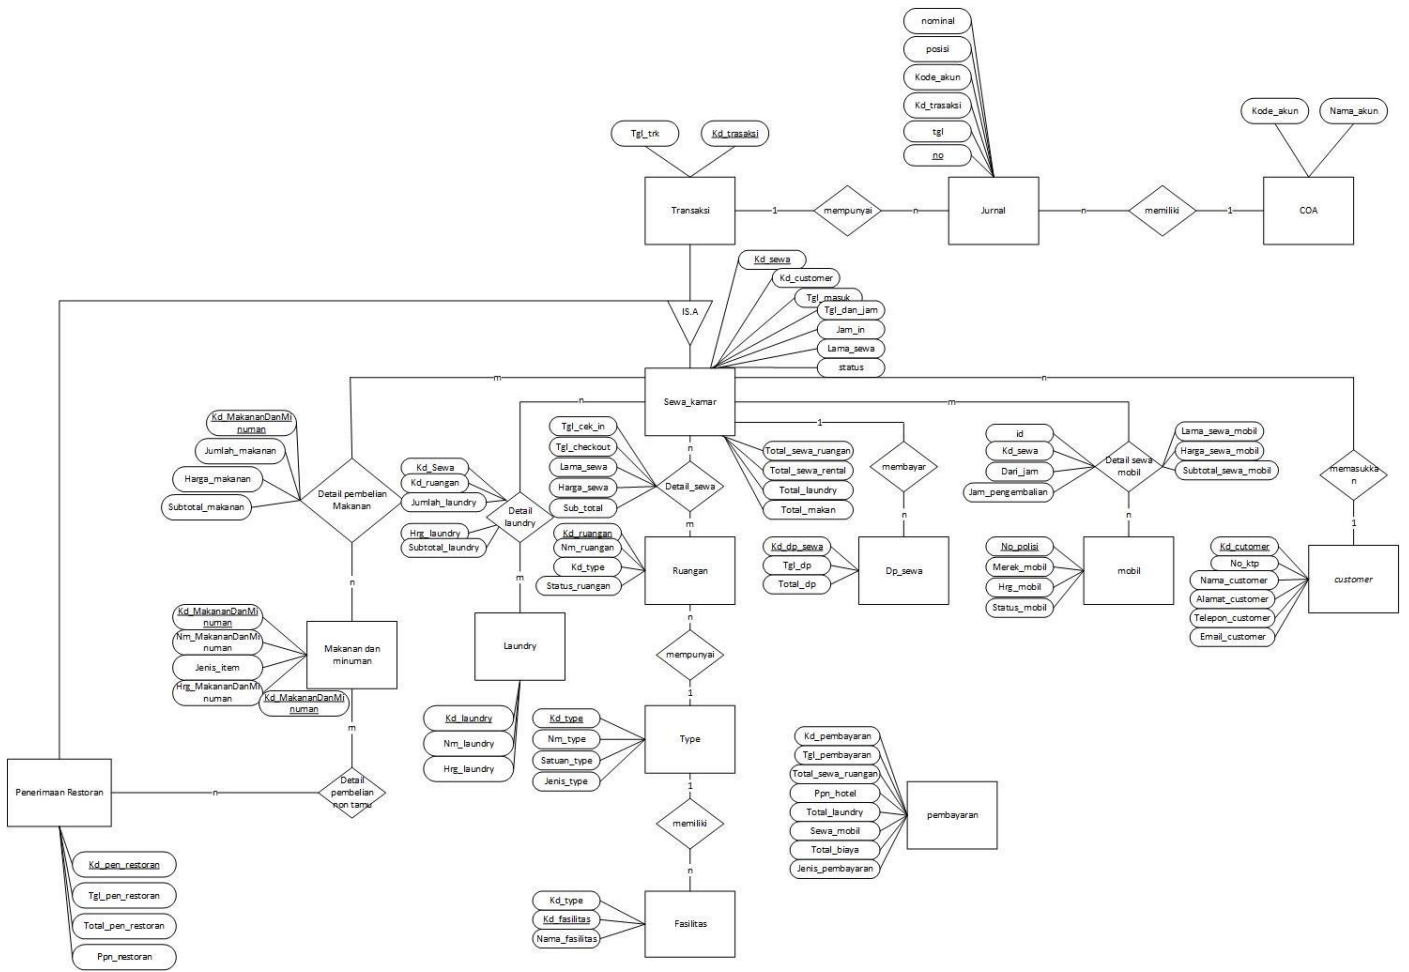 nominal
posisi
Kode_akun
Kd_trasaksi
tgl
no
Kode_akun
Nama_akun
Tgl_trk
Kd_trasaksi
Transaksi
1
mempunyai
n
Jurnal
n
memiliki
1
COA
IS.A
Kd_sewa
Kd_customer
Tgl_masuk
Tgl_dan_jam
Jam_in
Lama_sewa
status
m
n
Sewa_kamar
n
m
1
n
Kd_MakananDanMi
numan
Jumlah_makanan
Harga_makanan
Subtotal_makanan
Detail pembelian
Makanan
Kd_Sewa
Kd_ruangan
Jumlah_laundry
Hrg_laundry
Subtotal_laundry
Detail
laundry
Tgl_cek_in
Tgl_checkout
Lama_sewa
Harga_sewa
Sub_total
Detail_sewa
Total_sewa_ruangan
Total_sewa_rental
Total_laundry
Total_makan
membayar
id
Kd_sewa
Dari_jam
Jam_pengembalian
Detail sewa
mobil
Lama_sewa_mobil
Harga_sewa_mobil
Subtotal_sewa_mobil
memasukka
n
n
m
m
n
n
1
Kd_ruangan
Nm_ruangan
Kd_type
Status_ruangan
Ruangan
Kd_dp_sewa
Tgl_dp
Total_dp
Dp_sewa
No_polisi
Merek_mobil
Hrg_mobil
Status_mobil
mobil
Kd_cutomer
No_ktp
Nama_customer
Alamat_customer
Telepon_customer
Email_customer
customer
Kd_MakananDanMi
numan
Nm_MakananDanMi
numan
Jenis_item
Hrg_MakananDanMi
numan
Kd_MakananDanMi
numan
Makanan dan
minuman
Laundry
n
mempunyai
1
Kd_laundry
Nm_laundry
Hrg_laundry
Kd_type
Nm_type
Satuan_type
Jenis_type
Type
m
Penerimaan Restoran
n
Detail
pembelian
non tamu
1
memiliki
n
Kd_pembayaran
Tgl_pembayaran
Total_sewa_ruangan
Ppn_hotel
Total_laundry
Sewa_mobil
Total_biaya
Jenis_pembayaran
pembayaran
Kd_pen_restoran
Tgl_pen_restoran
Total_pen_restoran
Ppn_restoran
Kd_type
Kd_fasilitas
Nama_fasilitas
Fasilitas